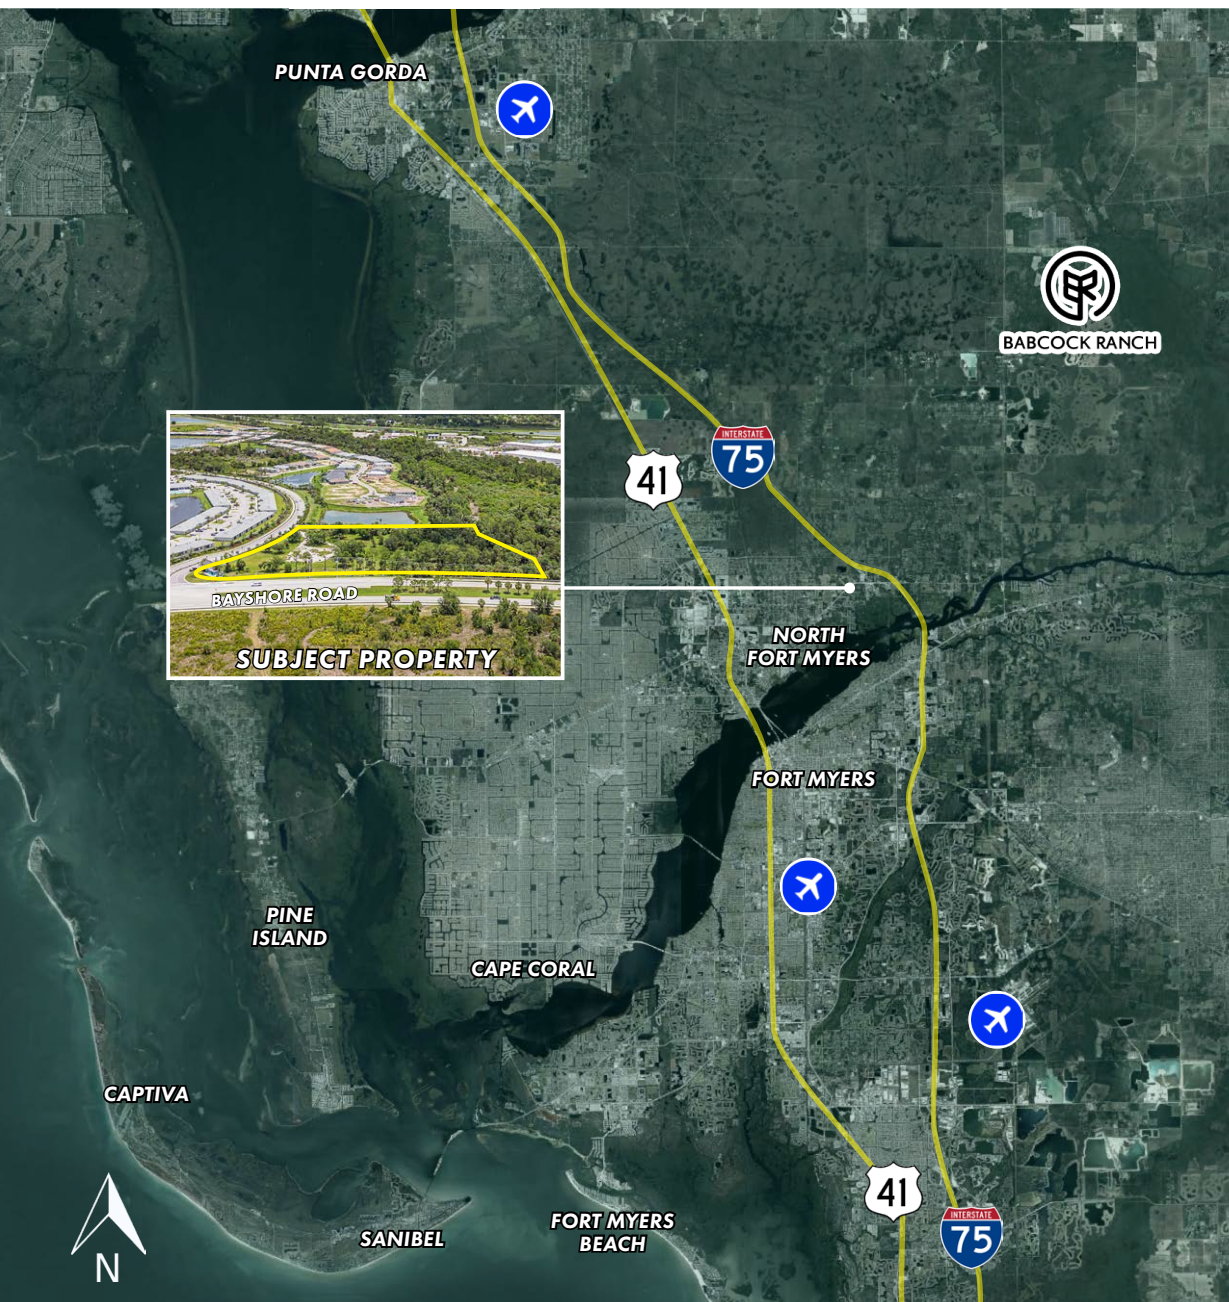 PUNTA GORDA
BABCOCK RANCH
INTERSTATE
75
41
BAYSHORE ROAD
SUBJECT PROPERTY
NORTH
FORT MYERS
FORT MYERS
PINE
ISLAND
CAPE CORAL
CAPTIVA
41
FORT MYERS
BEACH
INTERSTATE
75
SANIBEL
N